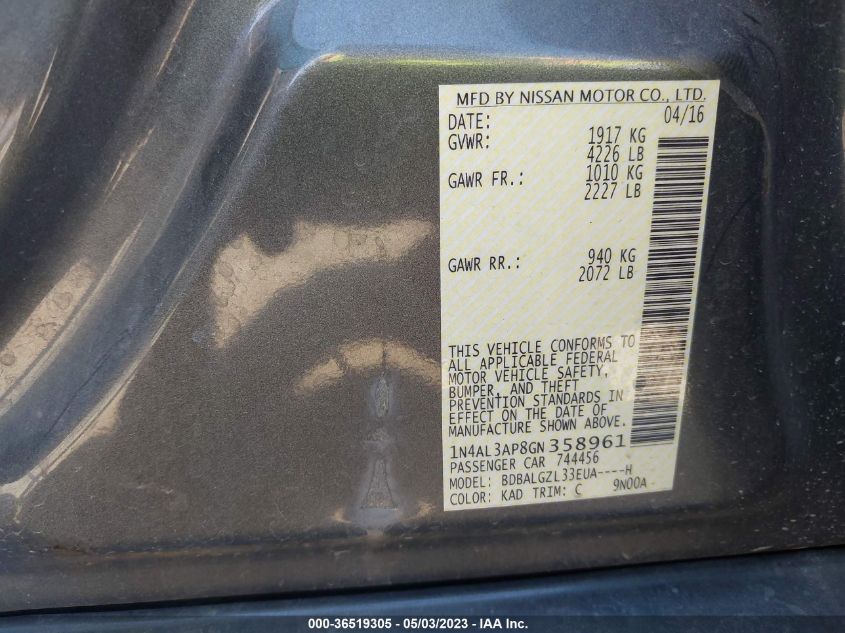 MFD BY NISSAN MOTOR CO., LTD.
DATE: 04/16
GVWR: 1917 KG
4226 LB
GAWR FR.: 1010 KG
2227 LB
GAWR RR.: 940 KG
2072 LB
THIS VEHICLE CONFORMS TO
ALL APPLICABLE FEDERAL
MOTOR VEHICLE SAFETY,
BUMPER, AND THEFT
PREVENTION STANDARDS IN
EFFECT ON THE DATE OF
MANUFACTURE SHOWN ABOVE.
1N4AL3AP8GN358961
PASSENGER CAR 744456
MODEL: BDBALGZL33EUA----H
COLOR: KAD TRIM: C 9N00A
000-36519305 - 05/03/2023 - IAA Inc.